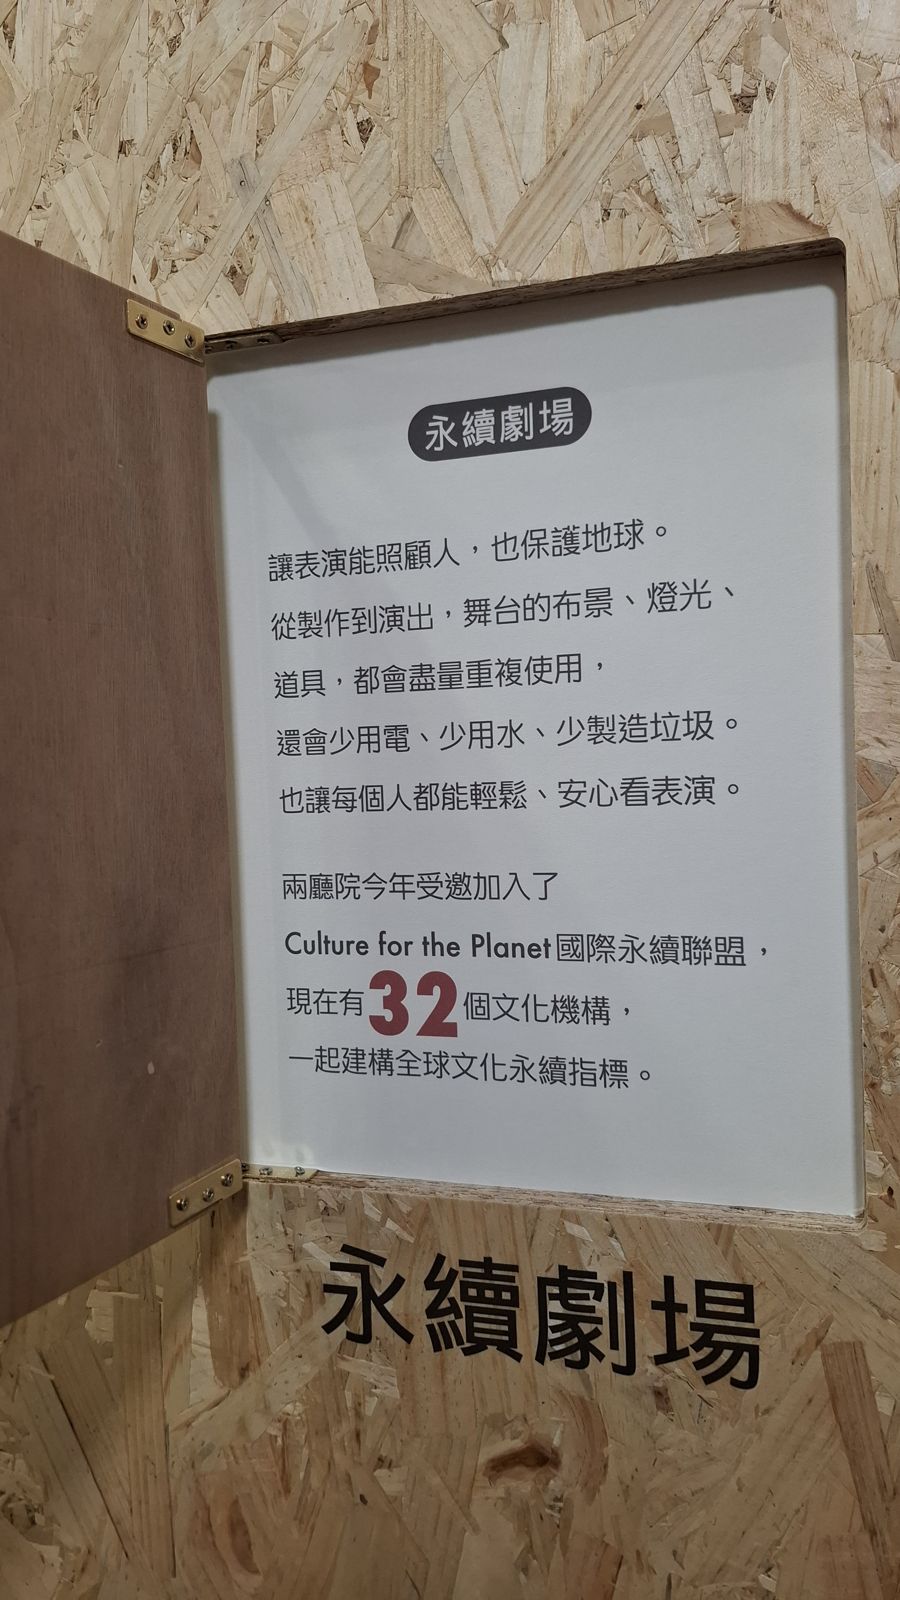 永續劇場
讓表演能照顧人，也保護地球。
從製作到演出，舞台的布景、燈光、
道具，都會盡量重複使用，
還會少用電、少用水、少製造垃圾。
也讓每個人都能輕鬆、安心看表演。
兩廳院今年受邀加入了
Culture for the Planet國際永續聯盟，
現在有32個文化機構，
一起建構全球文化永續指標。
永續劇場